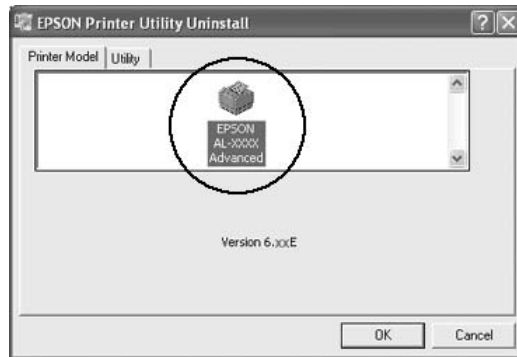 EPSON Printer Utility Uninstall
Printer Model
Utility
EPSON
AL-XXXX
Advanced
Version 6.xxE
OK
Cancel